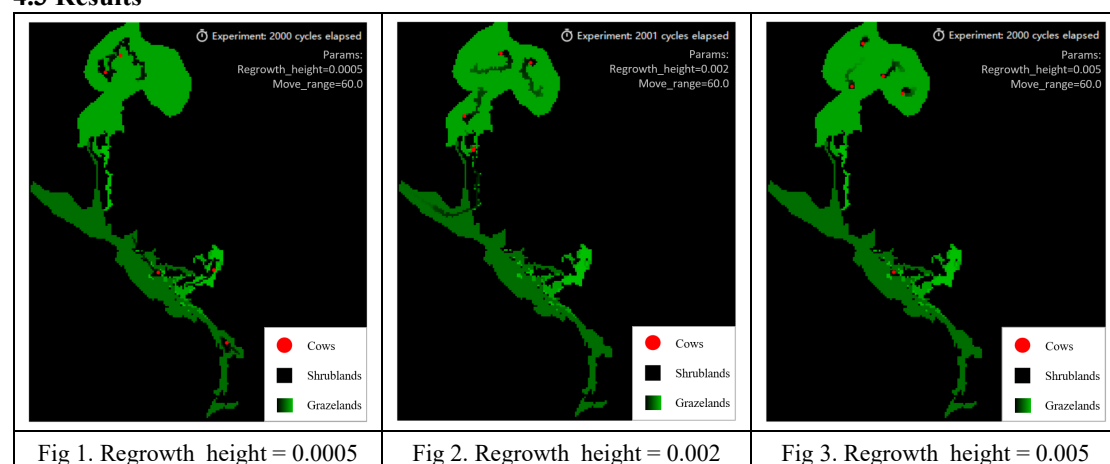 4.3 Results
Experiment: 2000 cycles elapsed
Params:
Regrowth_height=0.0005
Move_range=60.0
Cows
Shrublands
Grazelands
Experiment: 2001 cycles elapsed
Params:
Regrowth_height=0.002
Move_range=60.0
Cows
Shrublands
Grazelands
Experiment: 2000 cycles elapsed
Params:
Regrowth_height=0.005
Move_range=60.0
Cows
Shrublands
Grazelands
Fig 1. Regrowth_height = 0.0005
Fig 2. Regrowth_height = 0.002
Fig 3. Regrowth_height = 0.005